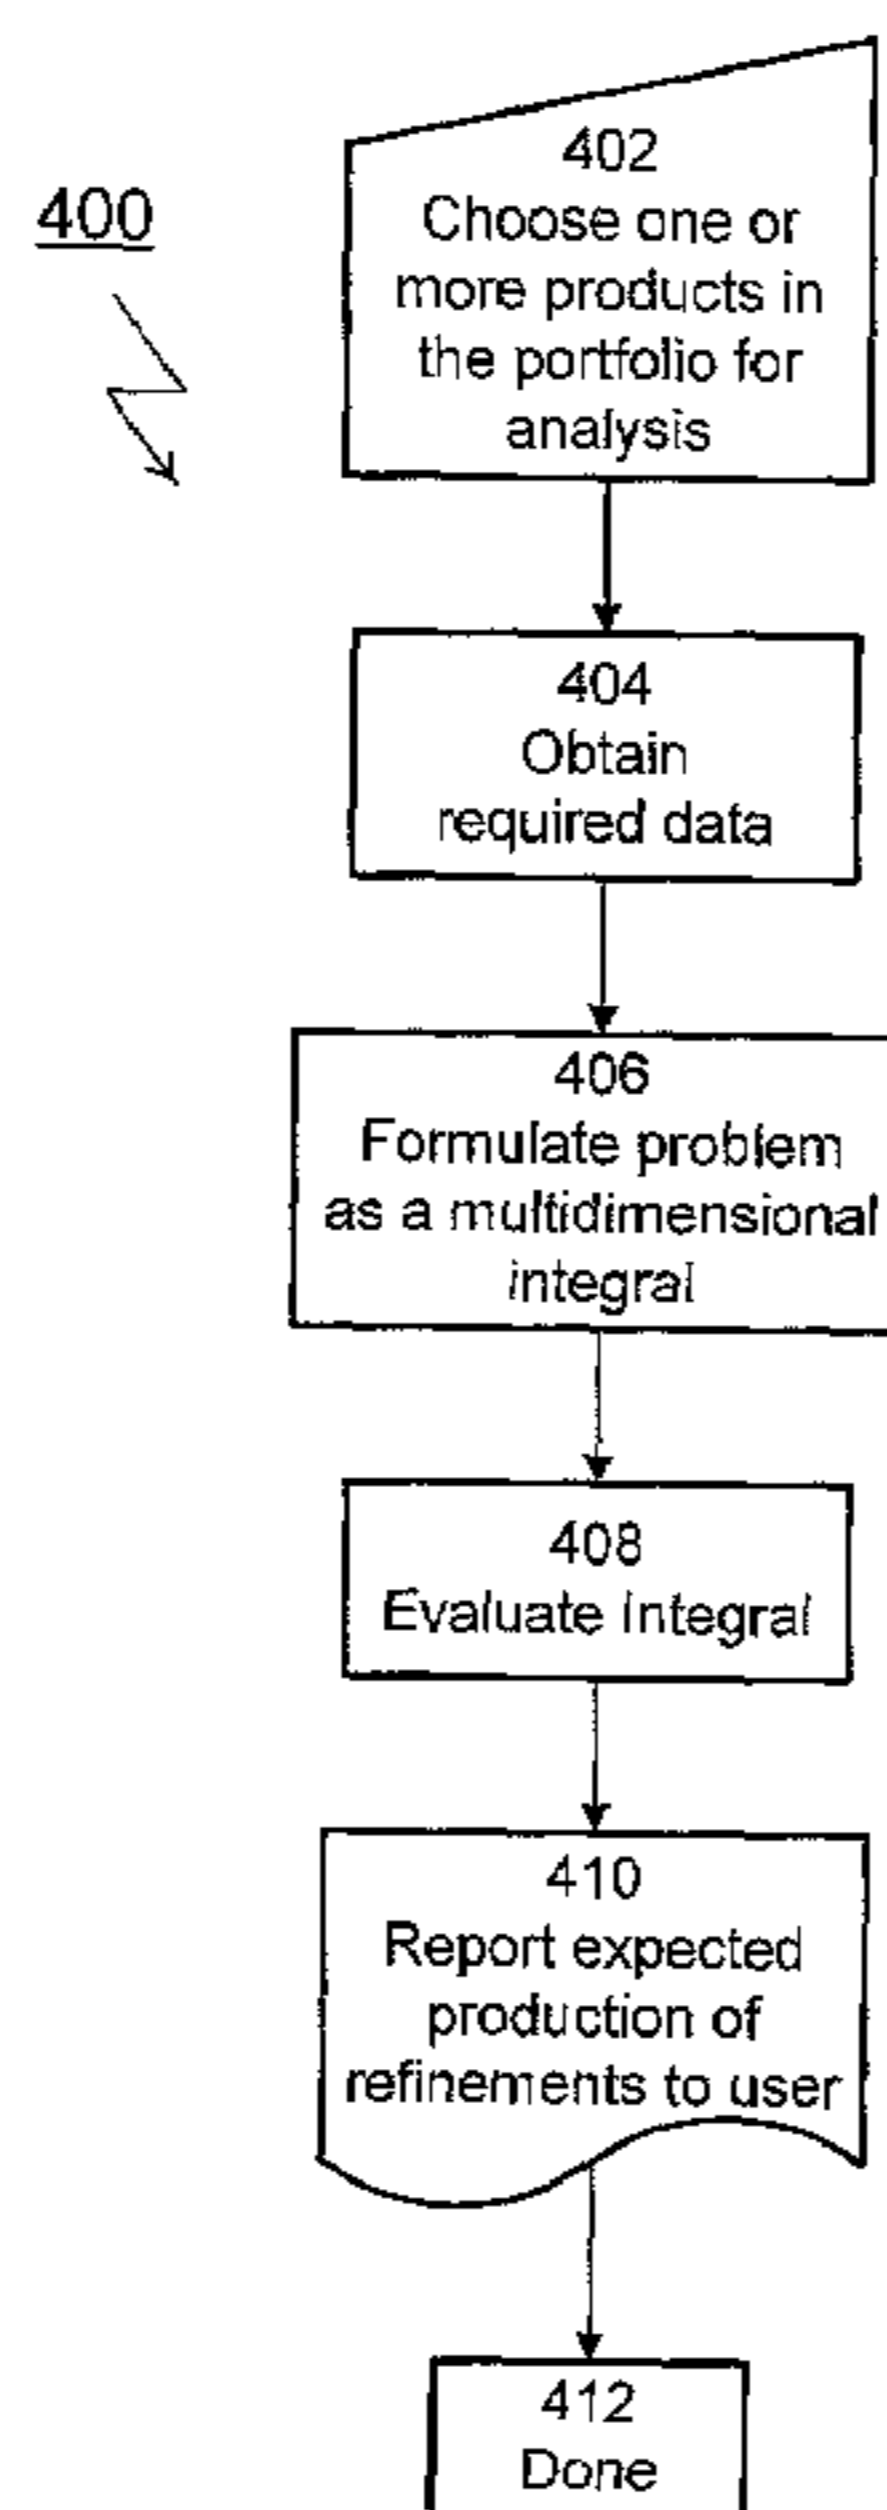 400
402
Choose one or
more products in
the portfolio for
analysis
404
Obtain
required data
406
Formulate problem
as a multidimensional
integral
408
Evaluate Integral
410
Report expected
production of
refinements to user
412
Done